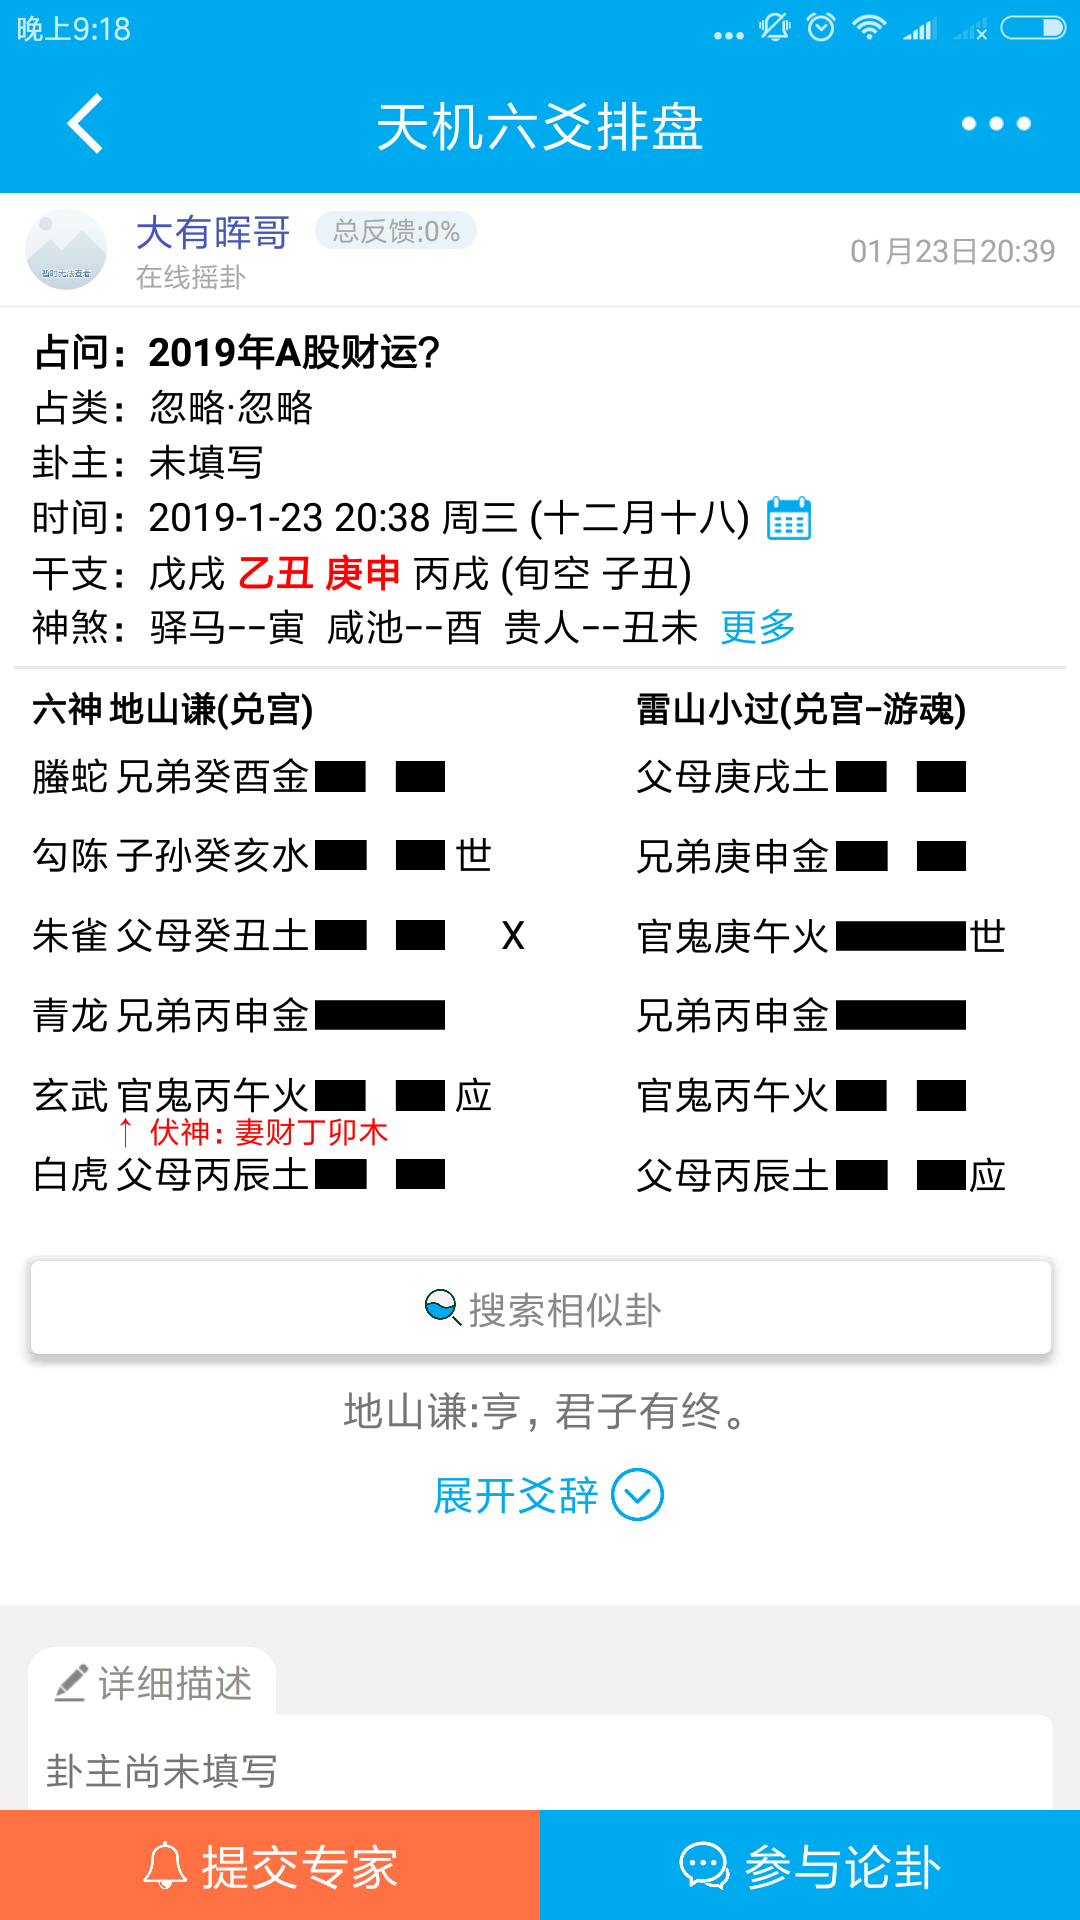 晚上9:18
天机六爻排盘
大有晖哥 总反馈:0%
在线摇卦
01月23日20:39
暂时无法查看
占问：2019年A股财运?
占类：忽略·忽略
卦主：未填写
时间：2019-1-23 20:38 周三 (十二月十八)
干支：戊戌 乙丑 庚申 丙戌 (旬空 子丑)
神煞：驿马--寅 咸池--酉 贵人--丑未 更多
六神 地山谦(兑宫) 雷山小过(兑宫-游魂)
螣蛇 兄弟癸酉金 父母庚戌土
勾陈 子孙癸亥水 世 兄弟庚申金
朱雀 父母癸丑土 X 官鬼庚午火 世
青龙 兄弟丙申金 兄弟丙申金
玄武 官鬼丙午火 应 官鬼丙午火
↑ 伏神：妻财丁卯木
白虎 父母丙辰土 父母丙辰土 应
搜索相似卦
地山谦:亨，君子有终。
展开爻辞
详细描述
卦主尚未填写
提交专家 参与论卦